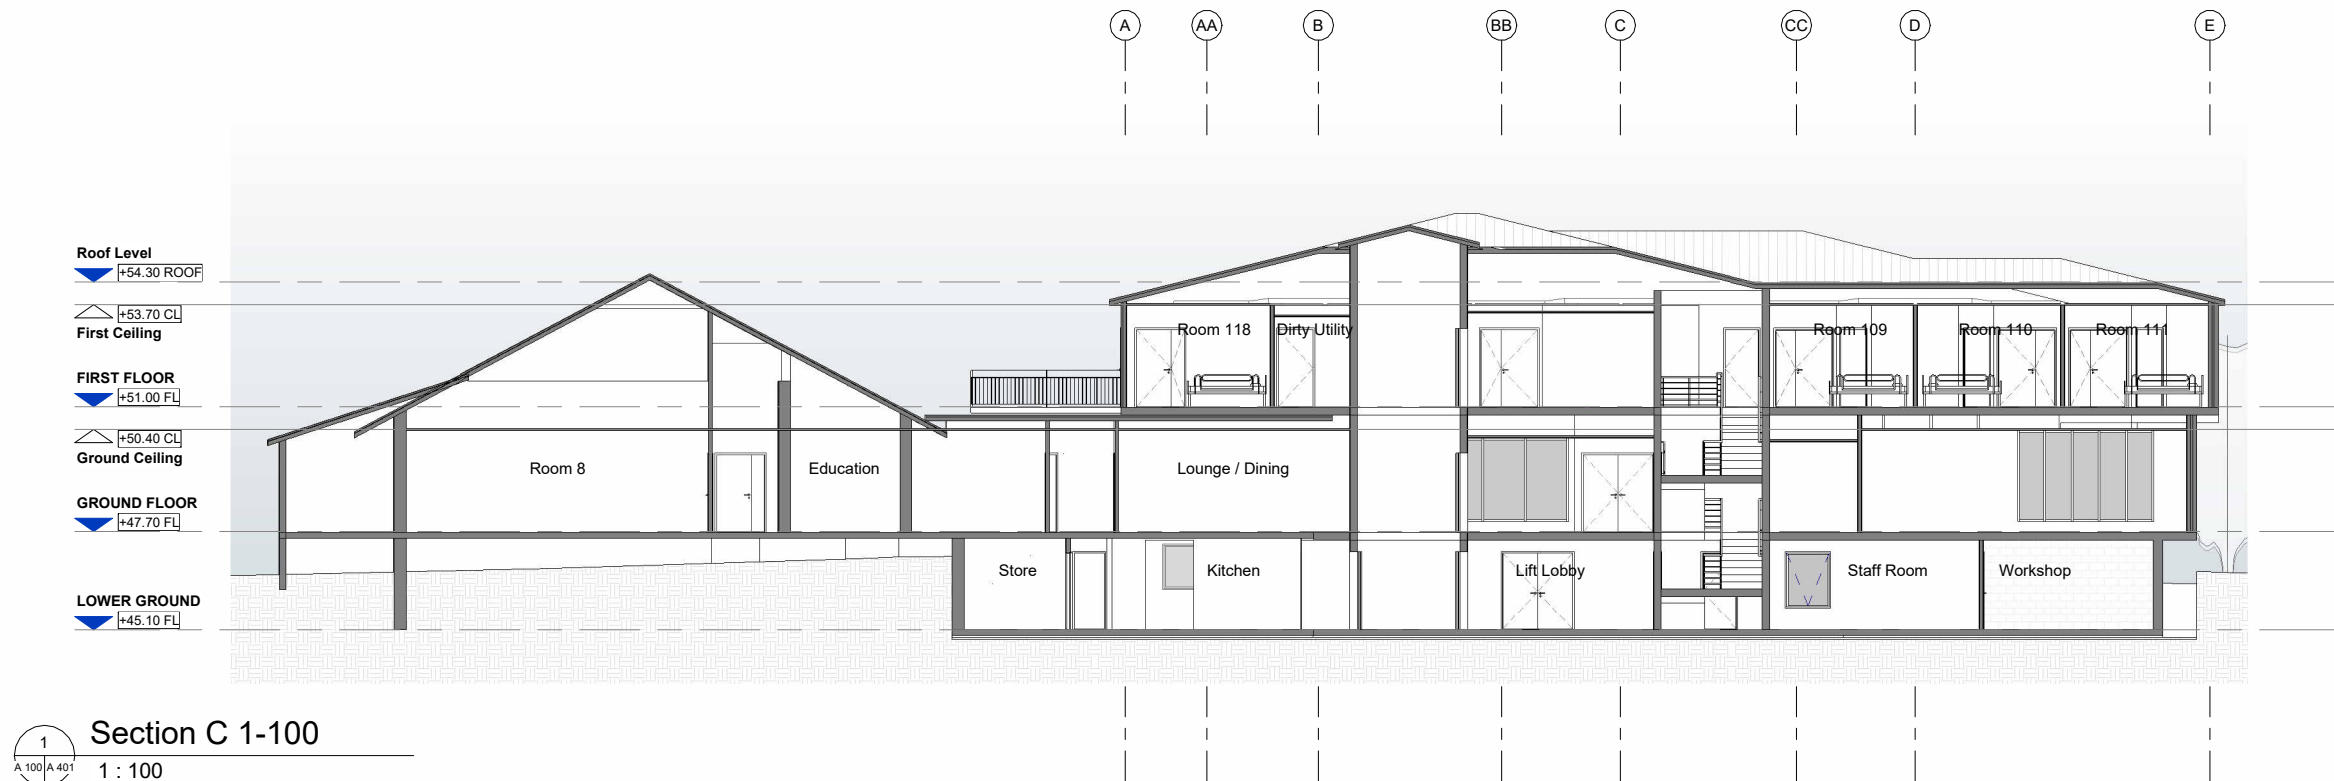 A AA B BB C CC D E
Roof Level
+54.30 ROOF
+53.70 CL
First Ceiling
FIRST FLOOR
+51.00 FL
+50.40 CL
Ground Ceiling
GROUND FLOOR
+47.70 FL
LOWER GROUND
+45.10 FL
Room 118 Dirty Utility Room 109 Room 110 Room 111
Room 8 Education Lounge / Dining
Store Kitchen Lift Lobby Staff Room Workshop
1
A 100 A 401
Section C 1-100
1 : 100